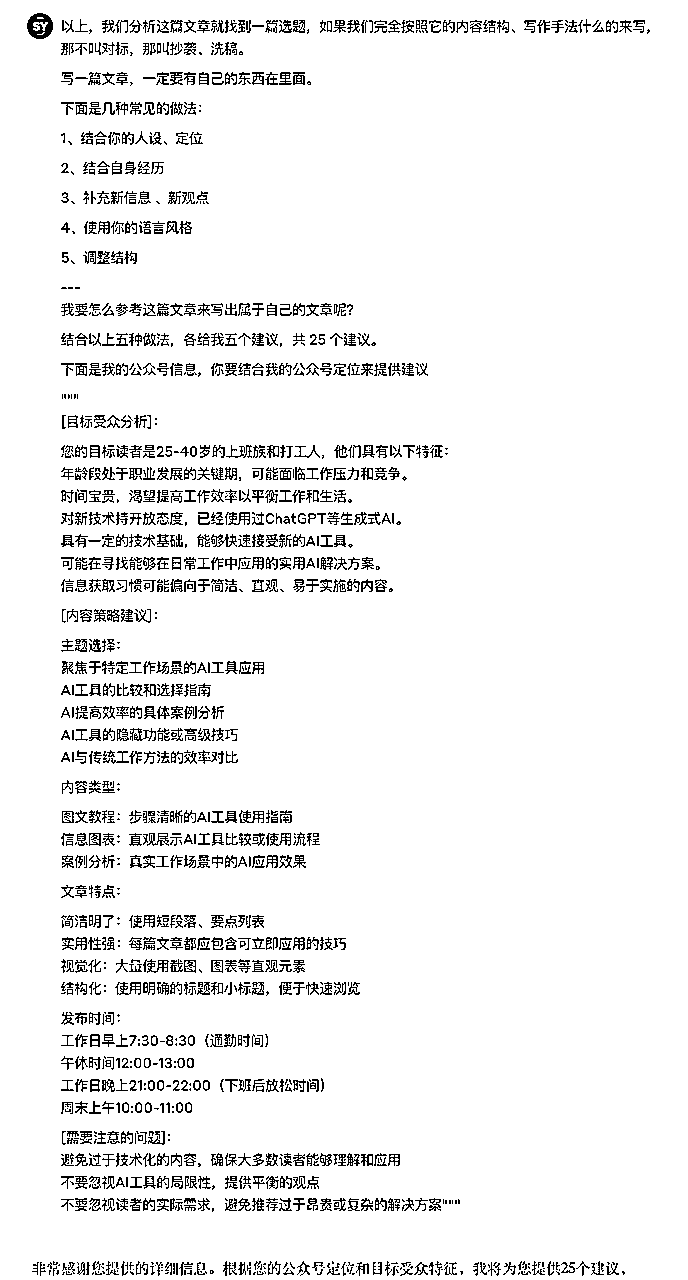 SY
以上，我们分析这篇文章就找到一篇选题，如果我们完全按照它的内容结构、写作手法什么的来写，
那不叫对标，那叫抄袭、洗稿。
写一篇文章，一定要有自己的东西在里面。
下面是几种常见的做法：
1、结合你的人设、定位
2、结合自身经历
3、补充新信息 、新观点
4、使用你的语言风格
5、调整结构
---
我要怎么参考这篇文章来写出属于自己的文章呢？
结合以上五种做法，各给我五个建议，共 25 个建议。
下面是我的公众号信息，你要结合我的公众号定位来提供建议
"""
[目标受众分析]：
您的目标读者是25-40岁的上班族和打工人，他们具有以下特征：
年龄段处于职业发展的关键期，可能面临工作压力和竞争。
时间宝贵，渴望提高工作效率以平衡工作和生活。
对新技术持开放态度，已经使用过ChatGPT等生成式AI。
具有一定的技术基础，能够快速接受新的AI工具。
可能在寻找能够在日常工作中应用的实用AI解决方案。
信息获取习惯可能偏向于简洁、直观、易于实施的内容。
[内容策略建议]：
主题选择：
聚焦于特定工作场景的AI工具应用
AI工具的比较和选择指南
AI提高效率的具体案例分析
AI工具的隐藏功能或高级技巧
AI与传统工作方法的效率对比
内容类型：
图文教程：步骤清晰的AI工具使用指南
信息图表：直观展示AI工具比较或使用流程
案例分析：真实工作场景中的AI应用效果
文章特点：
简洁明了：使用短段落、要点列表
实用性强：每篇文章都应包含可立即应用的技巧
视觉化：大量使用截图、图表等直观元素
结构化：使用明确的标题和小标题，便于快速浏览
发布时间：
工作日早上7:30-8:30（通勤时间）
午休时间12:00-13:00
工作日晚上21:00-22:00（下班后放松时间）
周末上午10:00-11:00
[需要注意的问题]：
避免过于技术化的内容，确保大多数读者能够理解和应用
不要忽视AI工具的局限性，提供平衡的观点
不要忽视读者的实际需求，避免推荐过于昂贵或复杂的解决方案"""
非常感谢您提供的详细信息。根据您的公众号定位和目标受众特征，我将为您提供25个建议，